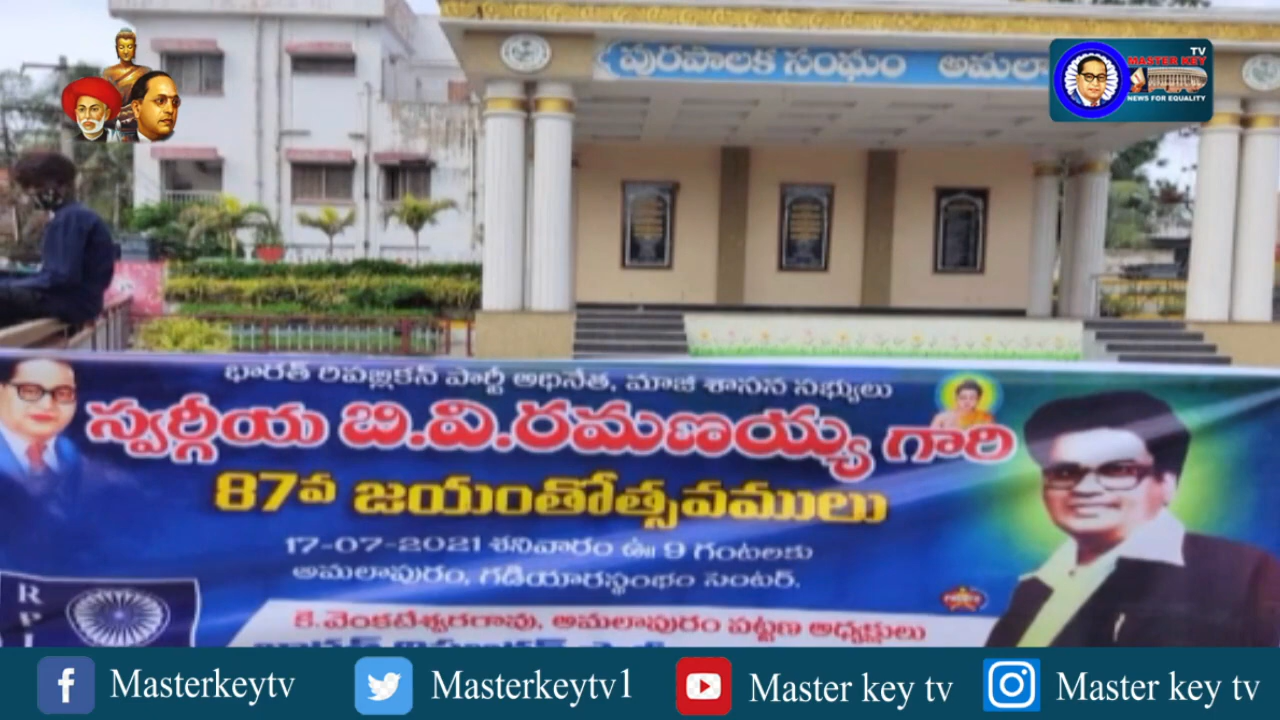 పురపాలక సంఘం అమలా
TV
MASTER KEY
NEWS FOR EQUALITY
భారత్ రిపబ్లికన్ పార్టీ అధినేత, మాజీ శాసన సభ్యులు
స్వర్గీయ బి.వి.రమణయ్య గారి
87వ జయంతోత్సవములు
17-07-2021 శనివారం ఉ॥ 9 గంటలకు
అమలాపురం, గడియారస్థంభం సెంటర్.
RPI
కె.వెంకటేశ్వరరావు, అమలాపురం పట్టణ అధ్యక్షులు
Masterkeytv
Masterkeytv1
Master key tv
Master key tv